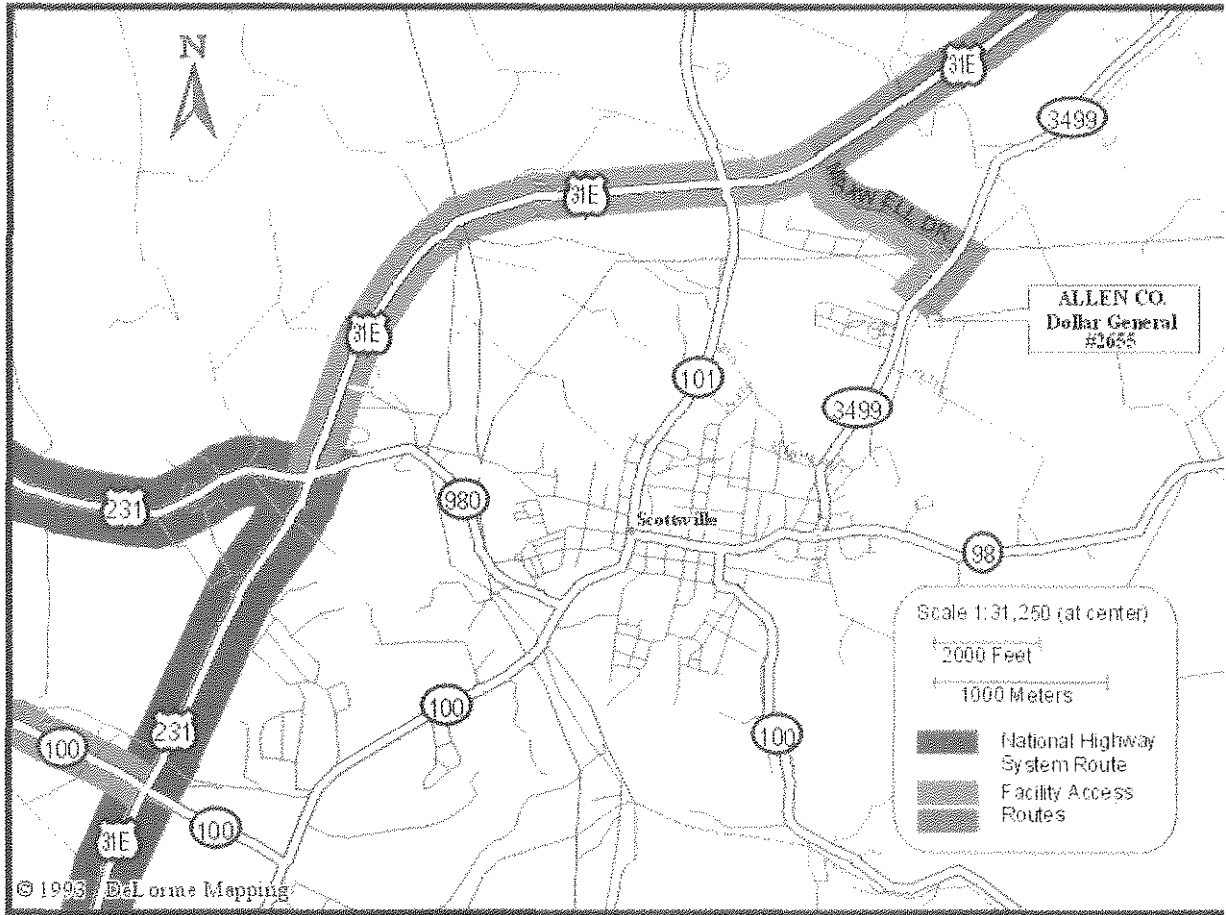 N
31E
3499
31E
DR.
ALLEN CO.
Dollar General
#2655
31E
101
3499
231
980
Scottsville
98
Scale 1:31,250 (at center)
2000 Feet
1000 Meters
100
231
100
100
National Highway
System Route
Facility Access
Routes
100
31E
© 1993 DeLorme Mapping